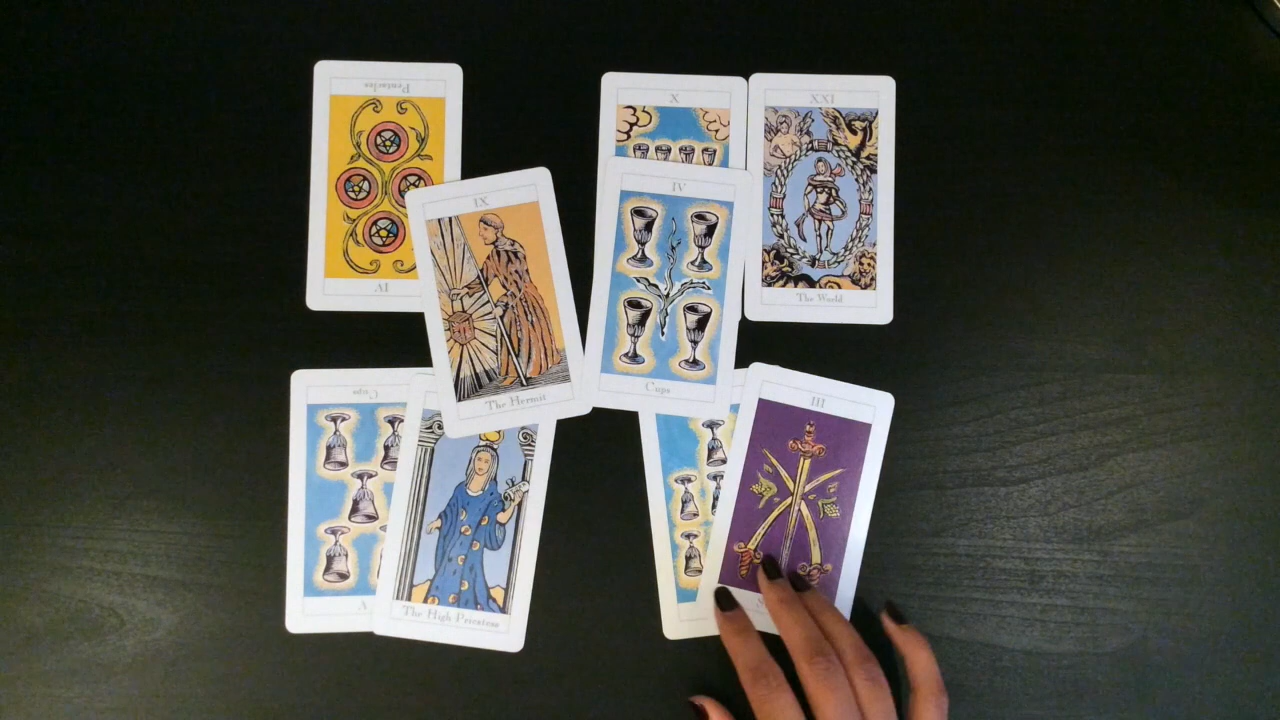 Pentacles
IV
IX
The Hermit
X
IV
Cups
XXI
The World
Cups
V
The High Priestess
III